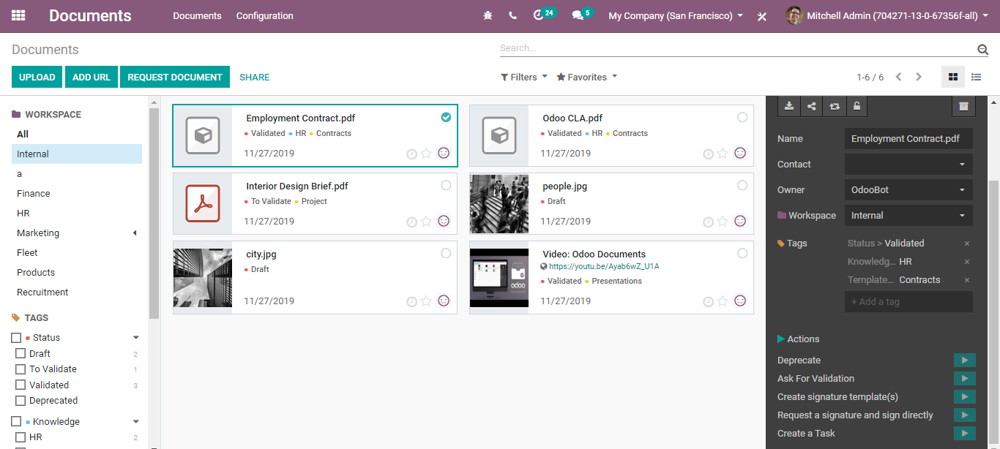 Documents
Documents
Configuration
24
5
My Company (San Francisco)
Mitchell Admin (704271-13-0-67356f-all)
Documents
Search...
UPLOAD
ADD URL
REQUEST DOCUMENT
SHARE
Filters
Favorites
1-6 / 6
WORKSPACE
All
Internal
a
Finance
HR
Marketing
Fleet
Products
Recruitment
TAGS
Status
Draft 2
To Validate 1
Validated 3
Deprecated
Knowledge
HR 2
Employment Contract.pdf
Validated HR Contracts
11/27/2019
Odoo CLA.pdf
Validated HR Contracts
11/27/2019
Interior Design Brief.pdf
To Validate Project
11/27/2019
people.jpg
Draft
11/27/2019
city.jpg
Draft
11/27/2019
Video: Odoo Documents
https://youtu.be/Ayab6wZ_U1A
Validated Presentations
11/27/2019
odoo
Name Employment Contract.pdf
Contact
Owner OdooBot
Workspace Internal
Tags Status > Validated ×
Knowledg... HR ×
Template... Contracts ×
+ Add a tag
Actions
Deprecate
Ask For Validation
Create signature template(s)
Request a signature and sign directly
Create a Task